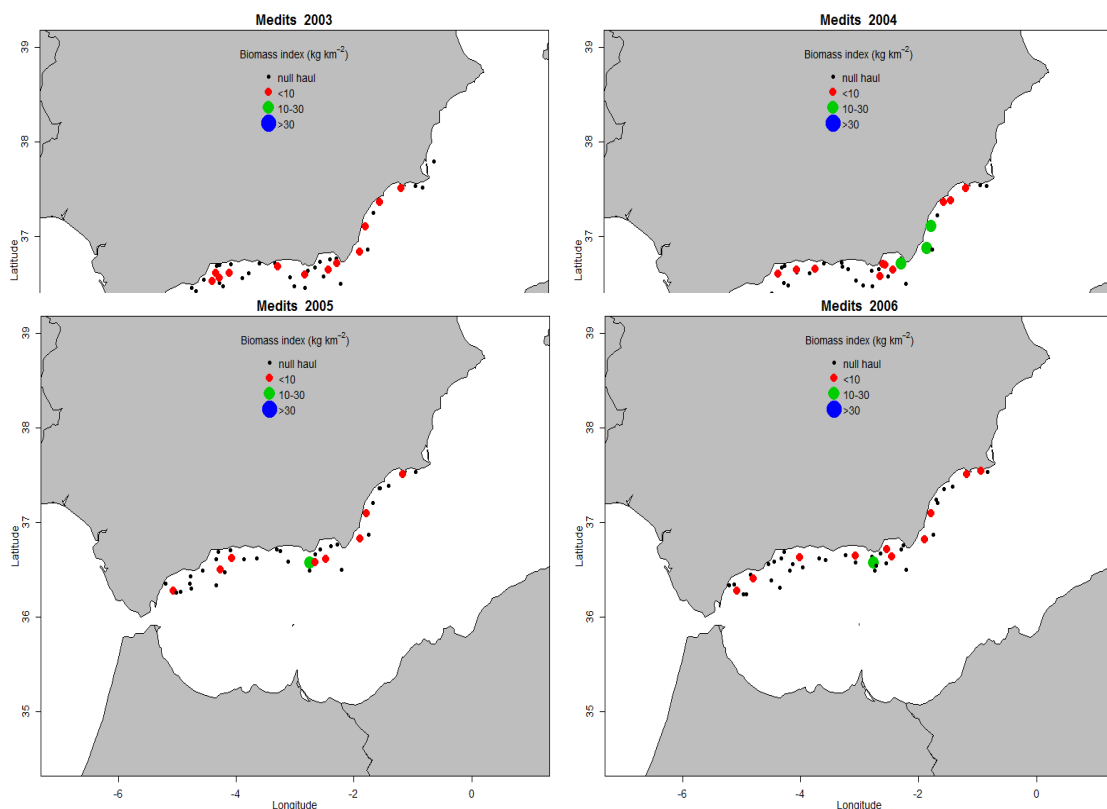 Medits 2003
Biomass index (kg km⁻²)
null haul
<10
10-30
>30
Latitude
39
38
37
Medits 2004
Biomass index (kg km⁻²)
null haul
<10
10-30
>30
Latitude
39
38
37
Medits 2005
Biomass index (kg km⁻²)
null haul
<10
10-30
>30
Latitude
39
38
37
36
35
-6
-4
-2
0
Longitude
Medits 2006
Biomass index (kg km⁻²)
null haul
<10
10-30
>30
Latitude
39
38
37
36
35
-6
-4
-2
0
Longitude